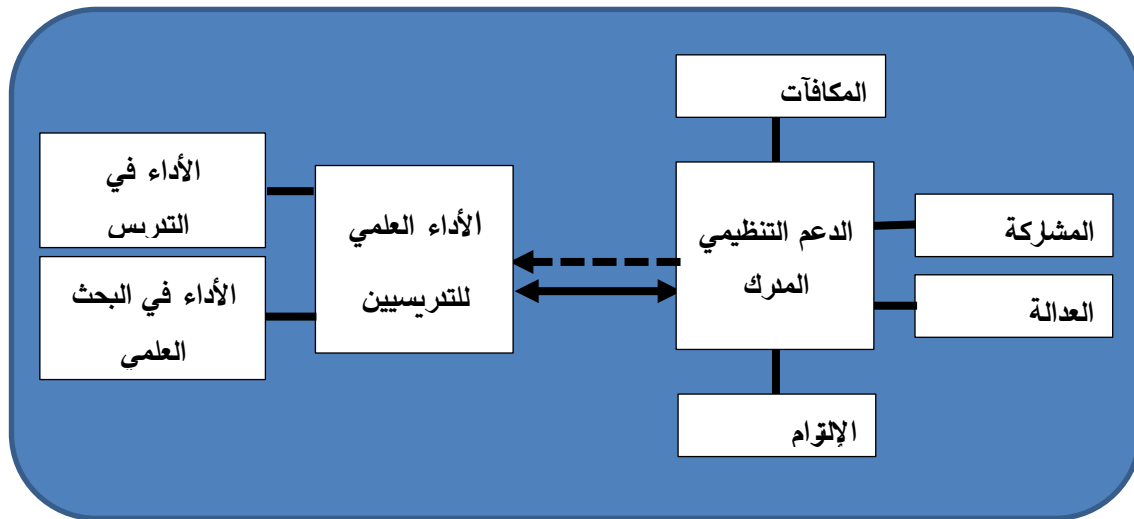 المكافآت
الدعم التنظيمي
المدرك
المشاركة
العدالة
الإلتزام
الأداء العلمي
للتدريسيين
الأداء في
التدريس
الأداء في البحث
العلمي